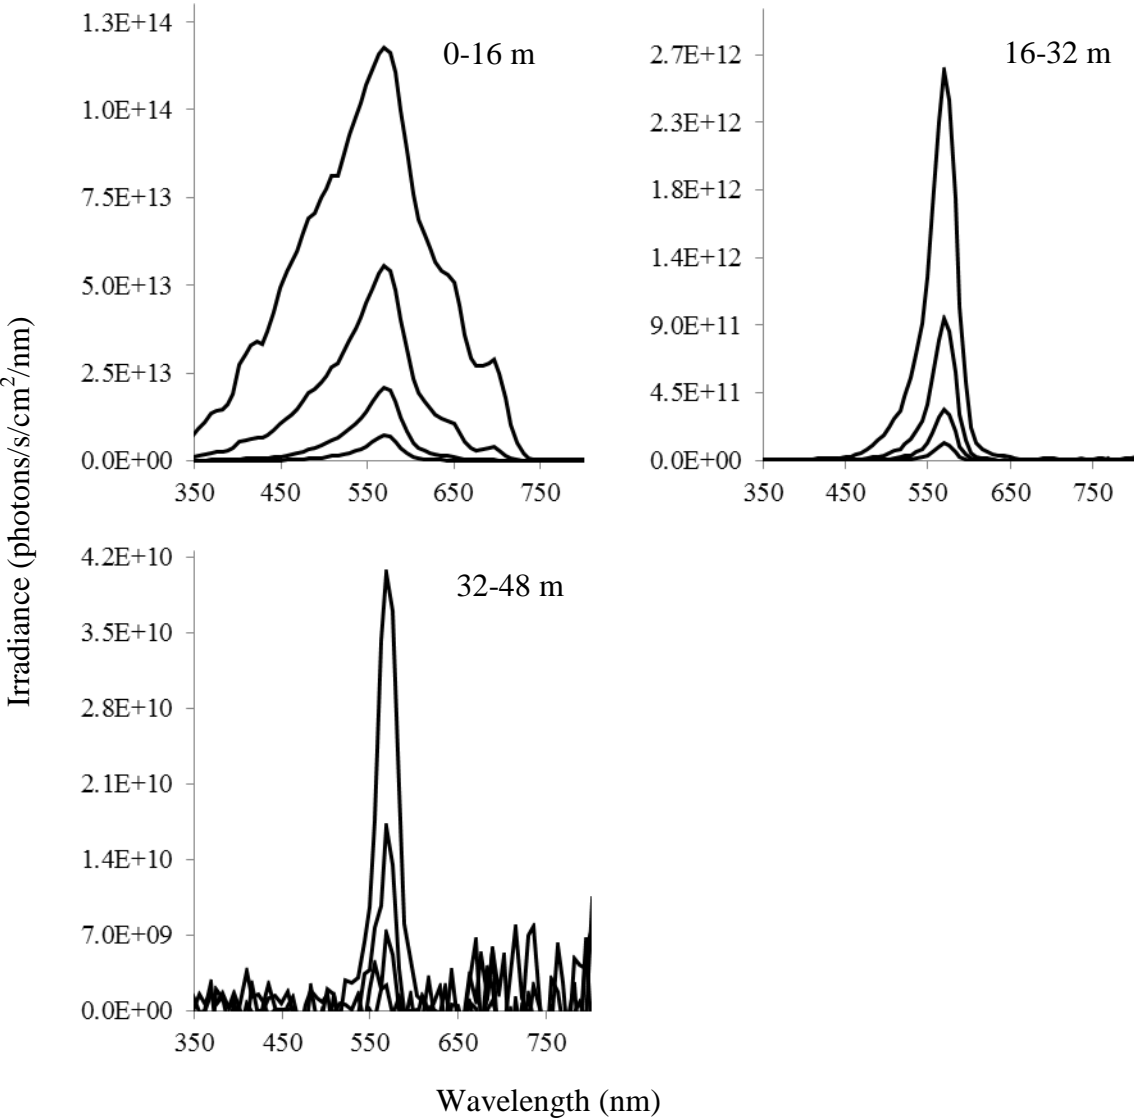 Irradiance (photons/s/cm²/nm)
0-16 m
1.3E+14
1.0E+14
7.5E+13
5.0E+13
2.5E+13
0.0E+00
350 450 550 650 750
16-32 m
2.7E+12
2.3E+12
1.8E+12
1.4E+12
9.0E+11
4.5E+11
0.0E+00
350 450 550 650 750
32-48 m
4.2E+10
3.5E+10
2.8E+10
2.1E+10
1.4E+10
7.0E+09
0.0E+00
350 450 550 650 750
Wavelength (nm)